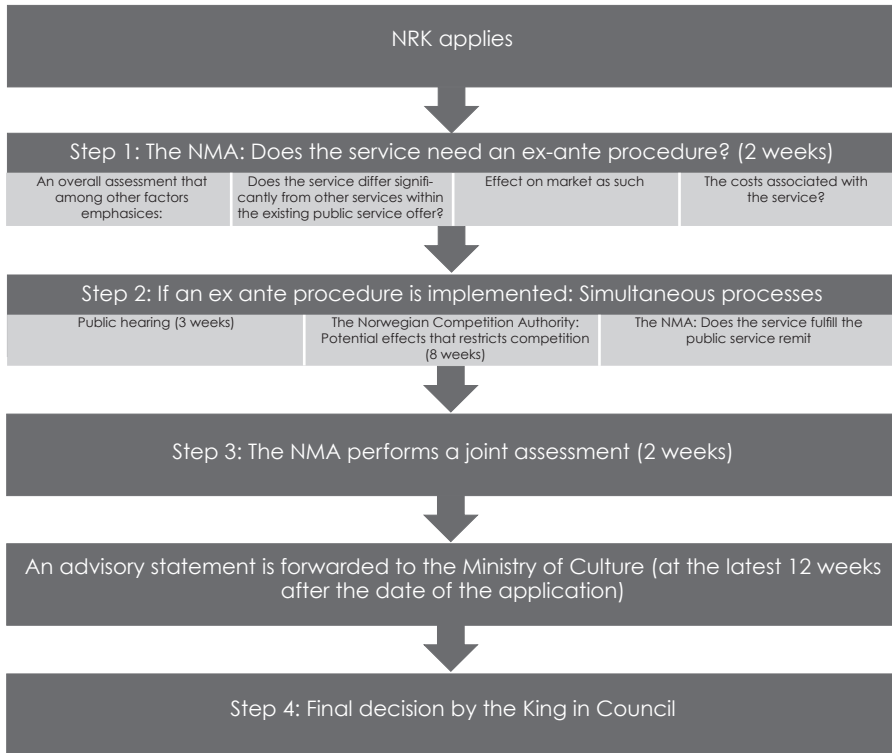 NRK applies
Step 1: The NMA: Does the service need an ex-ante procedure? (2 weeks)
An overall assessment that
among other factors
emphasices:
Does the service differ signifi-
cantly from other services within
the existing public service offer?
Effect on market as such
The costs associated with
the service?
Step 2: If an ex ante procedure is implemented: Simultaneous processes
Public hearing (3 weeks)
The Norwegian Competition Authority:
Potential effects that restricts competition
(8 weeks)
The NMA: Does the service fulfill the
public service remit
Step 3: The NMA performs a joint assessment (2 weeks)
An advisory statement is forwarded to the Ministry of Culture (at the latest 12 weeks
after the date of the application)
Step 4: Final decision by the King in Council